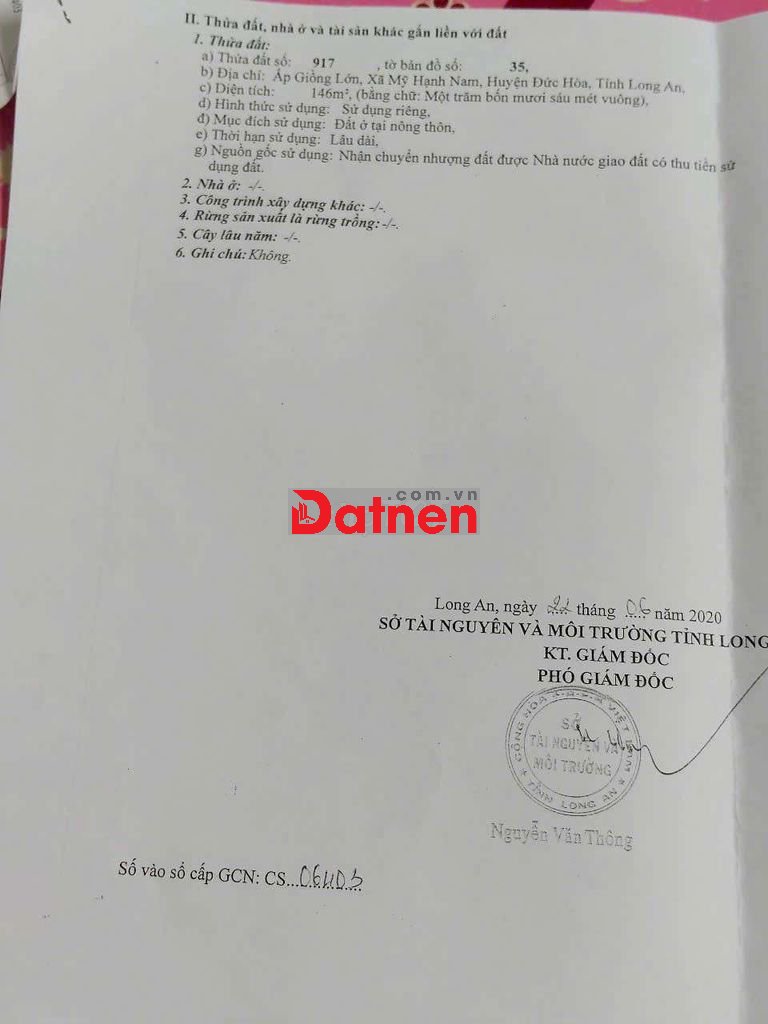 II. Thửa đất, nhà ở và tài sản khác gắn liền với đất
1. Thửa đất:
a) Thửa đất số: 917 , tờ bản đồ số: 35,
b) Địa chỉ: Ấp Giồng Lớn, Xã Mỹ Hạnh Nam, Huyện Đức Hòa, Tỉnh Long An,
c) Diện tích: 146m², (bằng chữ: Một trăm bốn mươi sáu mét vuông),
d) Hình thức sử dụng: Sử dụng riêng,
đ) Mục đích sử dụng: Đất ở tại nông thôn,
e) Thời hạn sử dụng: Lâu dài,
g) Nguồn gốc sử dụng: Nhận chuyển nhượng đất được Nhà nước giao đất có thu tiền sử
dụng đất.
2. Nhà ở: -/-.
3. Công trình xây dựng khác: -/-.
4. Rừng sản xuất là rừng trồng: -/-.
5. Cây lâu năm: -/-.
6. Ghi chú: Không.
.com.vn
Datnen
Long An, ngày 22 tháng 06 năm 2020
SỞ TÀI NGUYÊN VÀ MÔI TRƯỜNG TỈNH LONG
KT. GIÁM ĐỐC
PHÓ GIÁM ĐỐC
CỘNG HÒA X.H.C.N VIỆT NAM
SỞ
TÀI NGUYÊN VÀ
MÔI TRƯỜNG
TỈNH LONG AN
Nguyễn Văn Thông
Số vào sổ cấp GCN: CS...